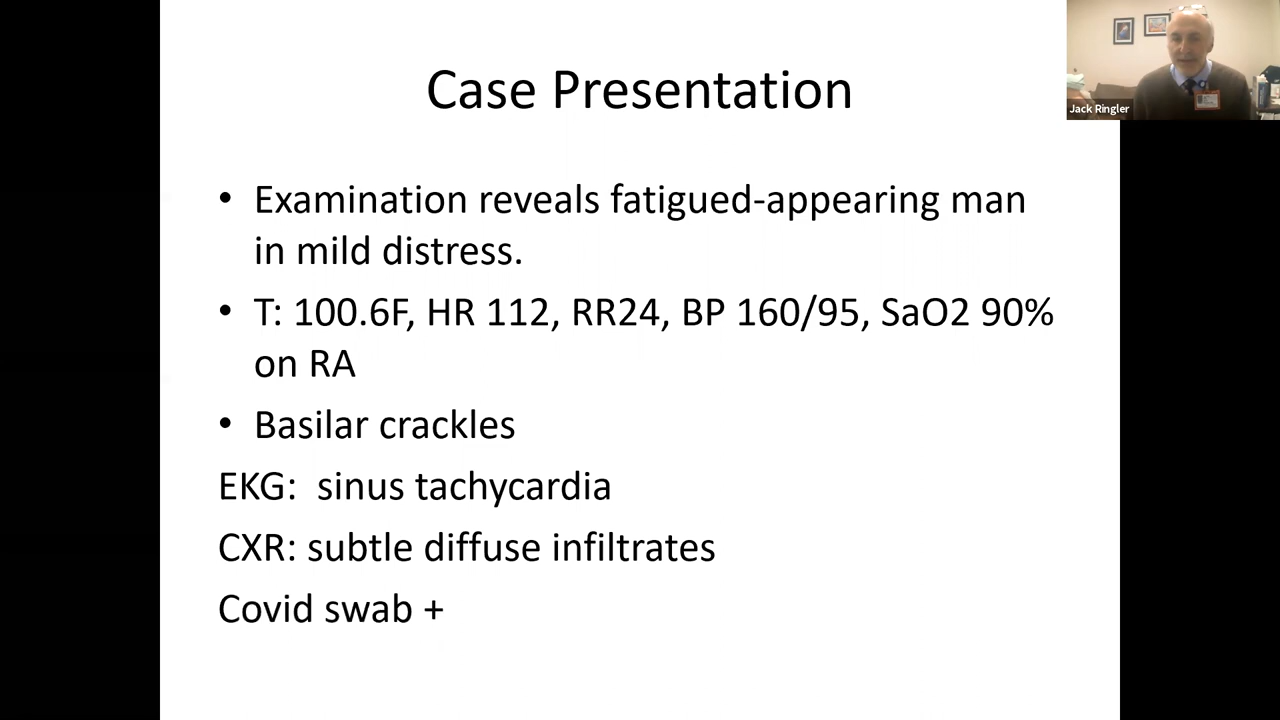 Case Presentation
Jack Ringler
• Examination reveals fatigued-appearing man
in mild distress.
• T: 100.6F, HR 112, RR24, BP 160/95, SaO2 90%
on RA
• Basilar crackles
EKG:  sinus tachycardia
CXR: subtle diffuse infiltrates
Covid swab +